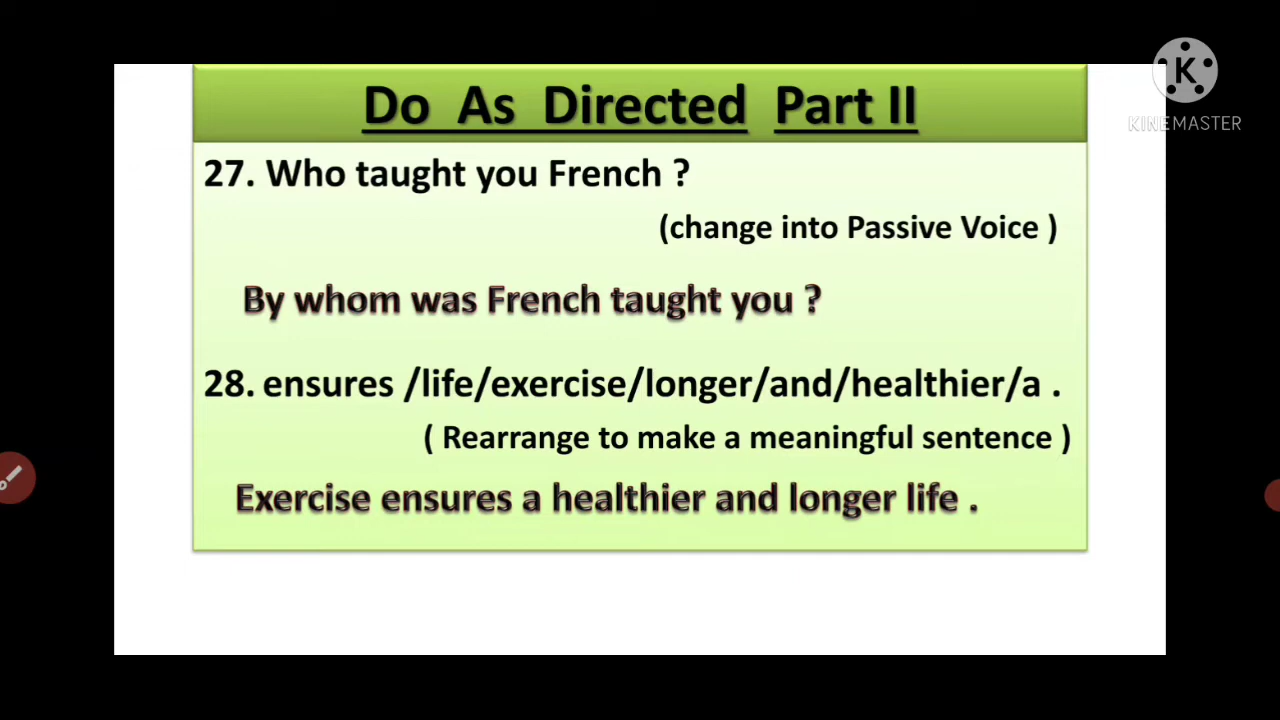 K
KINEMASTER
Do As Directed Part II
27. Who taught you French ?
(change into Passive Voice )
By whom was French taught you ?
28. ensures /life/exercise/longer/and/healthier/a .
( Rearrange to make a meaningful sentence )
Exercise ensures a healthier and longer life .